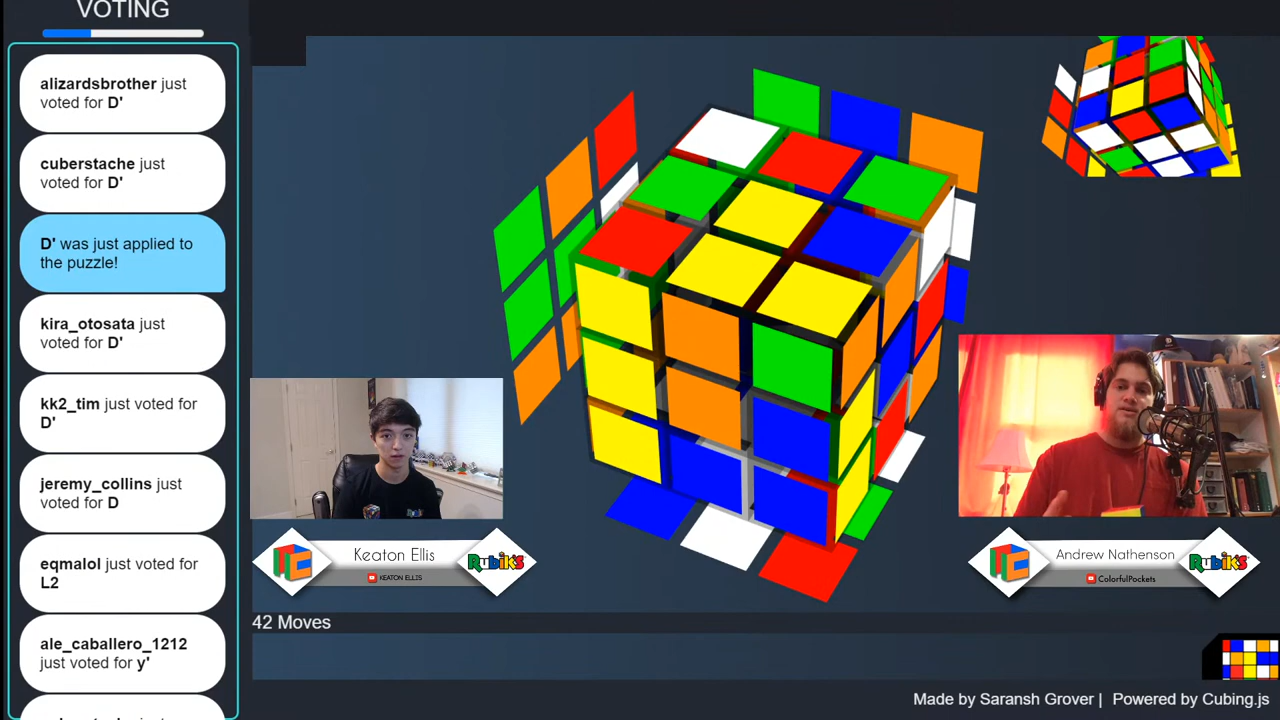 VOTING
alizardsbrother just
voted for D'
cuberstache just
voted for D'
D' was just applied to
the puzzle!
kira_otosata just
voted for D'
kk2_tim just voted for
D'
jeremy_collins just
voted for D
eqmalol just voted for
L2
ale_caballero_1212
just voted for y'
Keaton Ellis
KEATON ELLIS
Rubik's
Andrew Nathenson
ColorfulPockets
Rubik's
42 Moves
Made by Saransh Grover | Powered by Cubing.js